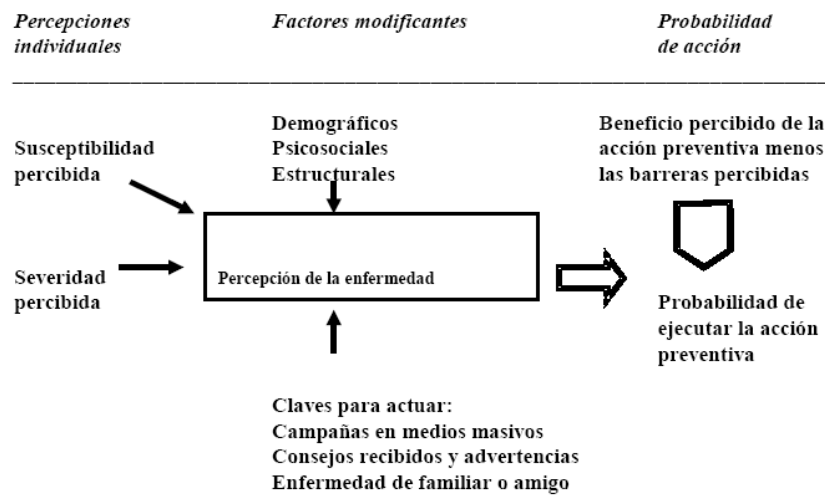 Percepciones
individuales
Factores modificantes
Probabilidad
de acción
Susceptibilidad
percibida
Severidad
percibida
Demográficos
Psicosociales
Estructurales
Percepción de la enfermedad
Claves para actuar:
Campañas en medios masivos
Consejos recibidos y advertencias
Enfermedad de familiar o amigo
Beneficio percibido de la
acción preventiva menos
las barreras percibidas
Probabilidad de
ejecutar la acción
preventiva